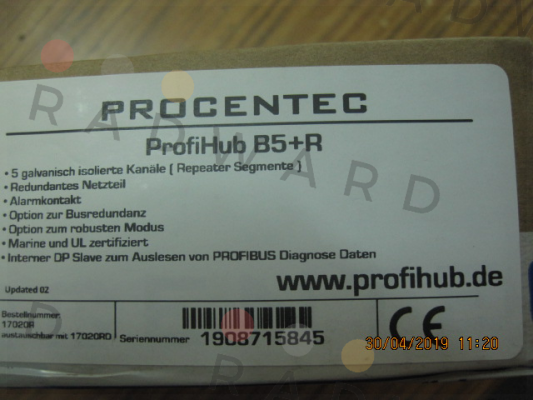 PROCENTEC
ProfiHub B5+R
• 5 galvanisch isolierte Kanäle ( Repeater Segmente )
• Redundantes Netzteil
• Alarmkontakt
• Option zur Busredundanz
• Option zum robusten Modus
• Marine und UL zertifiziert
• Interner DP Slave zum Auslesen von PROFIBUS Diagnose Daten
www.profihub.de
Updated 02
Bestellnummer:
17020R
austauschbar mit 17020RD
Seriennummer
1908715845
CE
30/04/2019 11:20
RADWARD